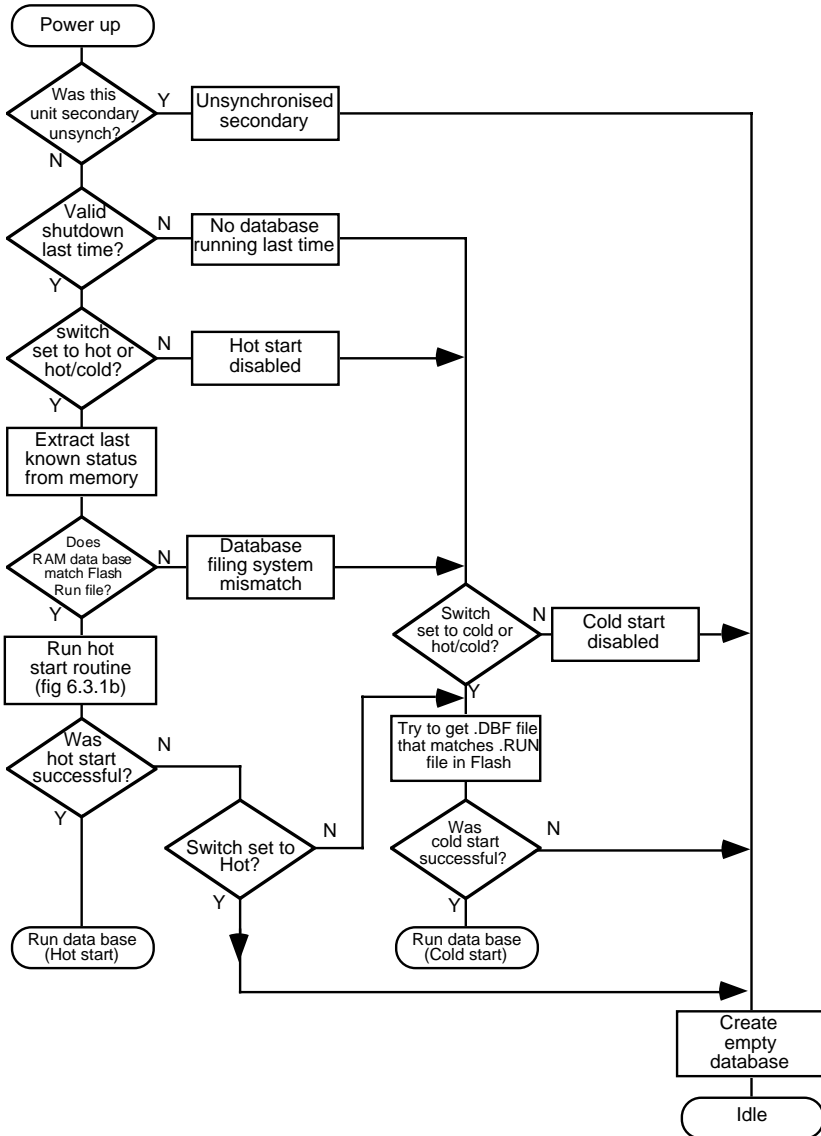 Power up
Was this
unit secondary
unsynch?
Y
Unsynchronised
secondary
N
Valid
shutdown
last time?
N
No database
running last time
Y
switch
set to hot or
hot/cold?
N
Hot start
disabled
Y
Extract last
known status
from memory
Does
RAM data base
match Flash
Run file?
N
Database
filing system
mismatch
Y
Switch
set to cold or
hot/cold?
N
Cold start
disabled
Y
Run hot
start routine
(fig 6.3.1b)
Try to get .DBF file
that matches .RUN
file in Flash
Was
hot start
successful?
N
Y
Switch set to
Hot?
N
Y
Was
cold start
successful?
N
Y
Run data base
(Hot start)
Run data base
(Cold start)
Create
empty
database
Idle